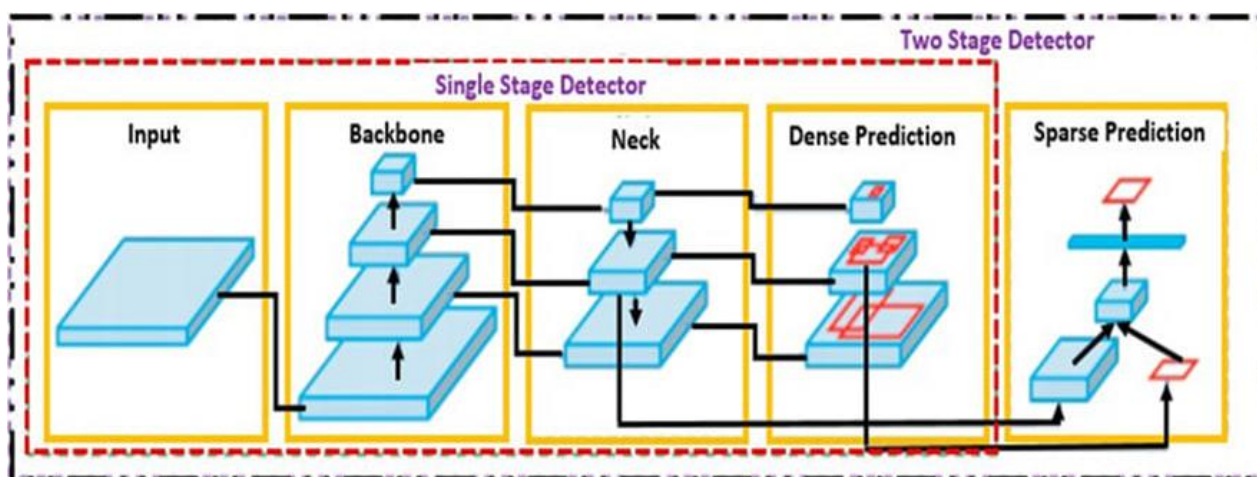 Two Stage Detector
Single Stage Detector
Input
Backbone
Neck
Dense Prediction
Sparse Prediction